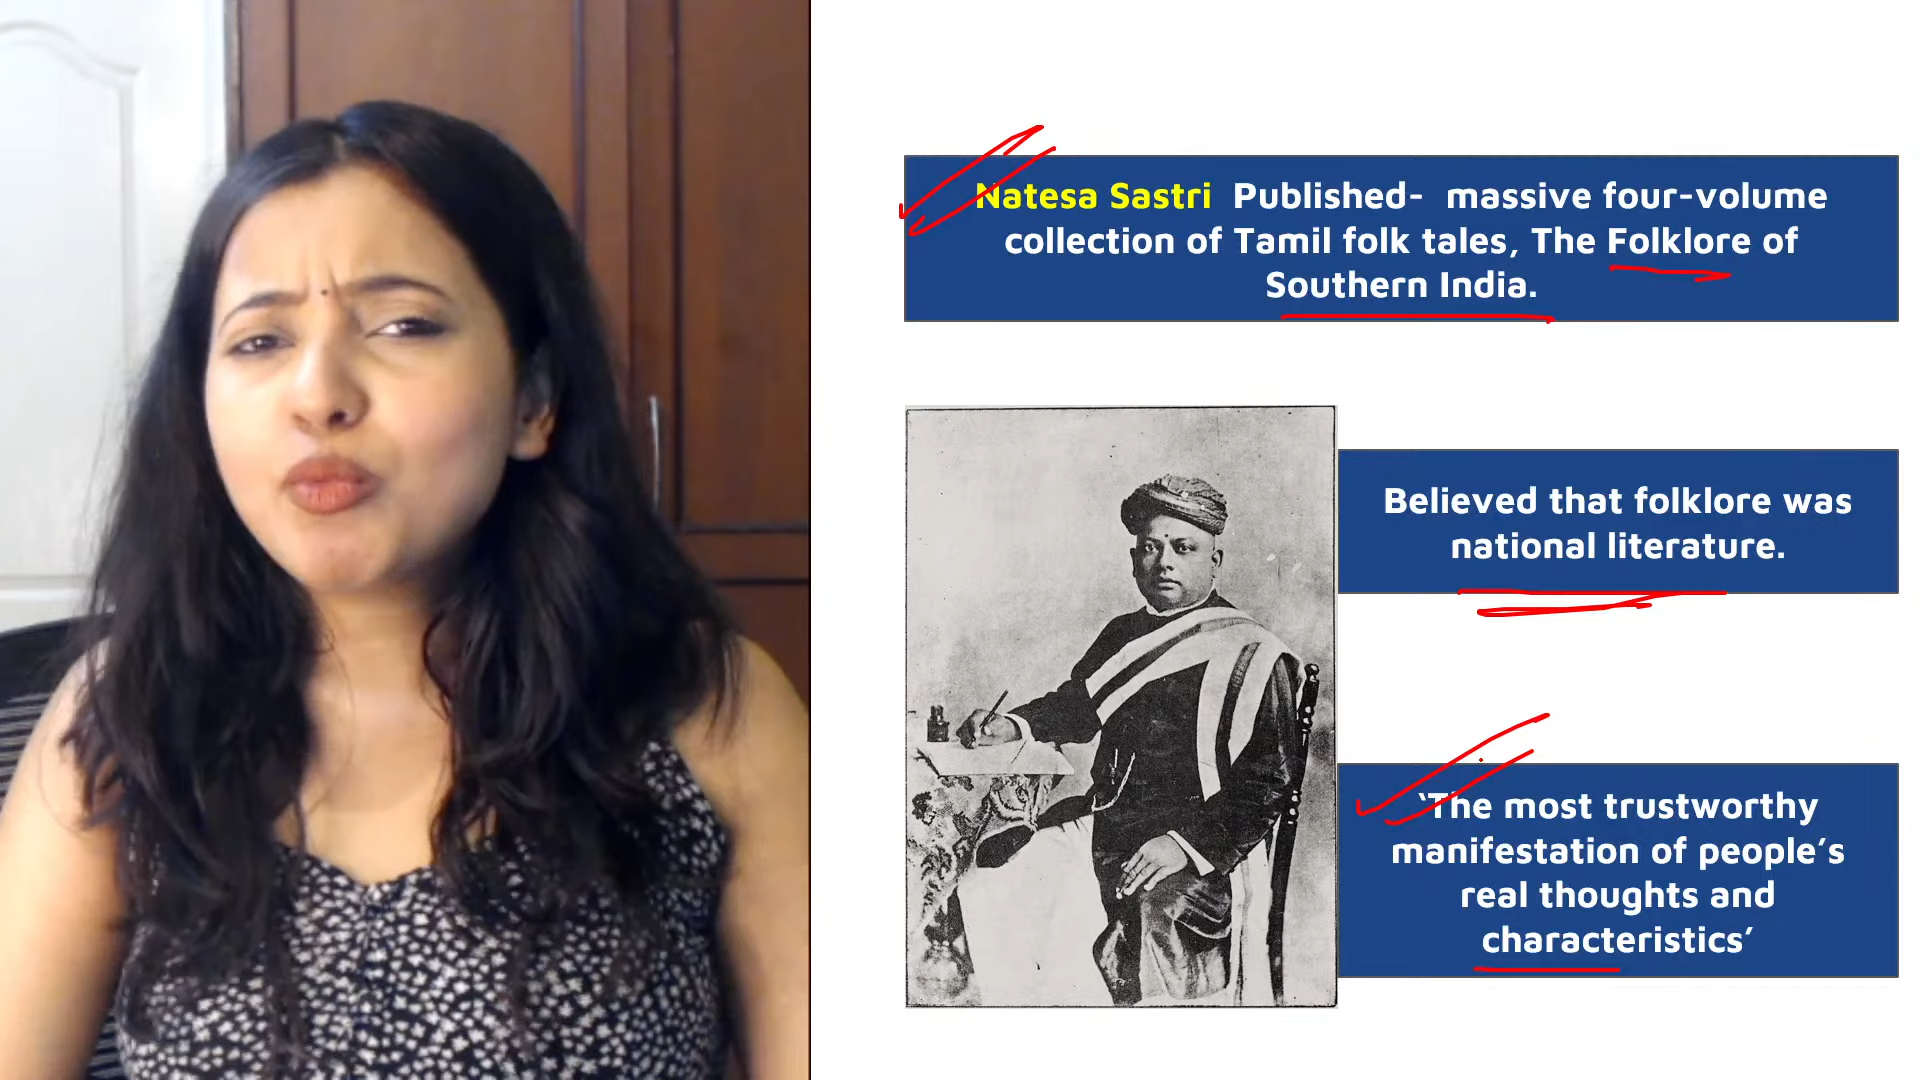 Natesa Sastri Published- massive four-volume
collection of Tamil folk tales, The Folklore of
Southern India.
Believed that folklore was
national literature.
‘The most trustworthy
manifestation of people’s
real thoughts and
characteristics’